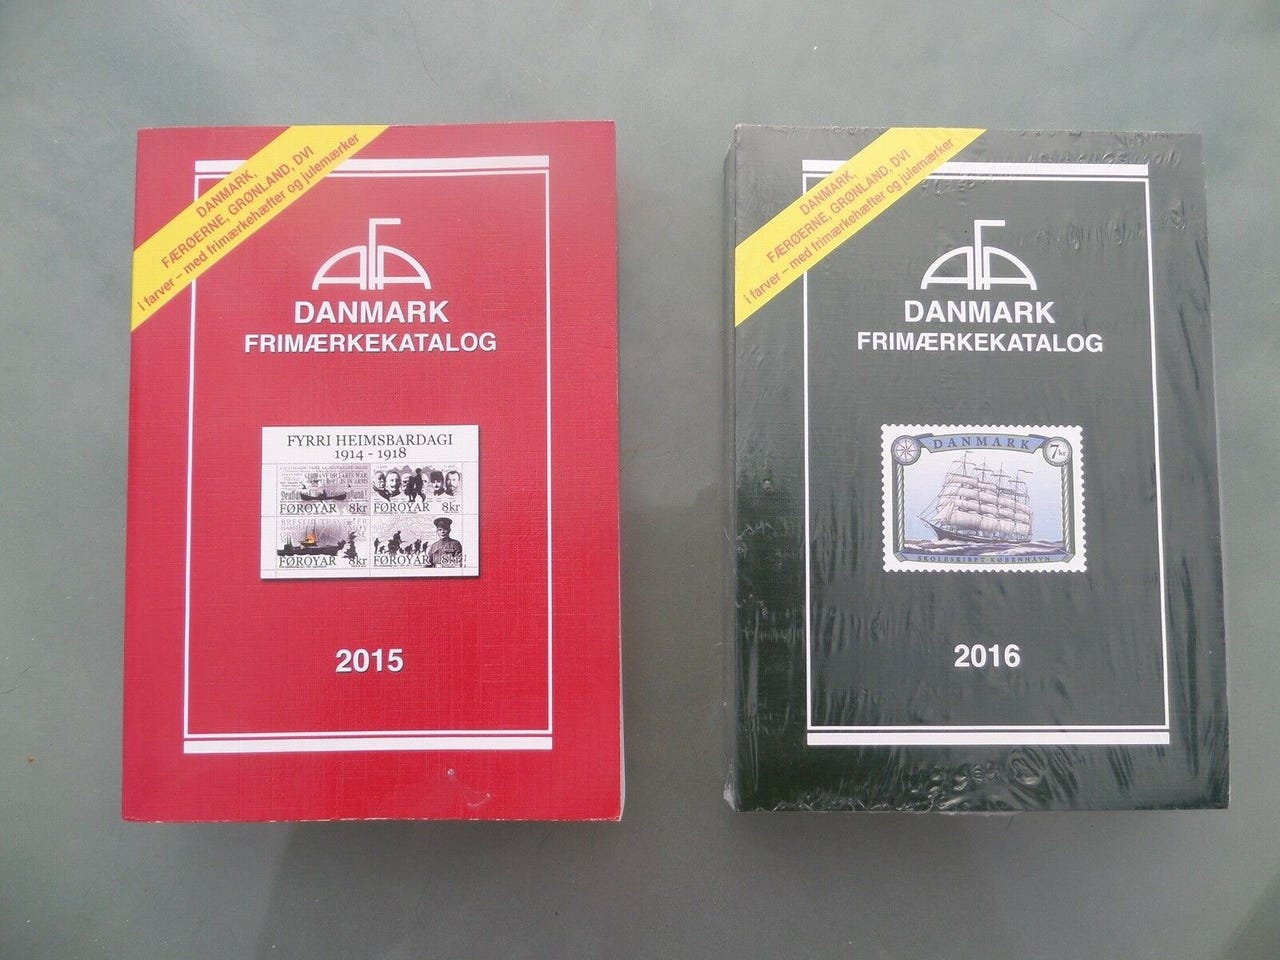 DANMARK,
FÆRØERNE, GRØNLAND, DVI
i farver – med frimærkehæfter og julemærker
AFA
DANMARK
FRIMÆRKEKATALOG
FYRRI HEIMSBARDAGI
1914 - 1918
FØROYAR 8kr
FØROYAR 8kr
FØROYAR 8kr
FØROYAR 8kr
2015
DANMARK,
FÆRØERNE, GRØNLAND, DVI
i farver – med frimærkehæfter og julemærker
AFA
DANMARK
FRIMÆRKEKATALOG
DANMARK
7kr
SKOLESKIBET KØBENHAVN
2016